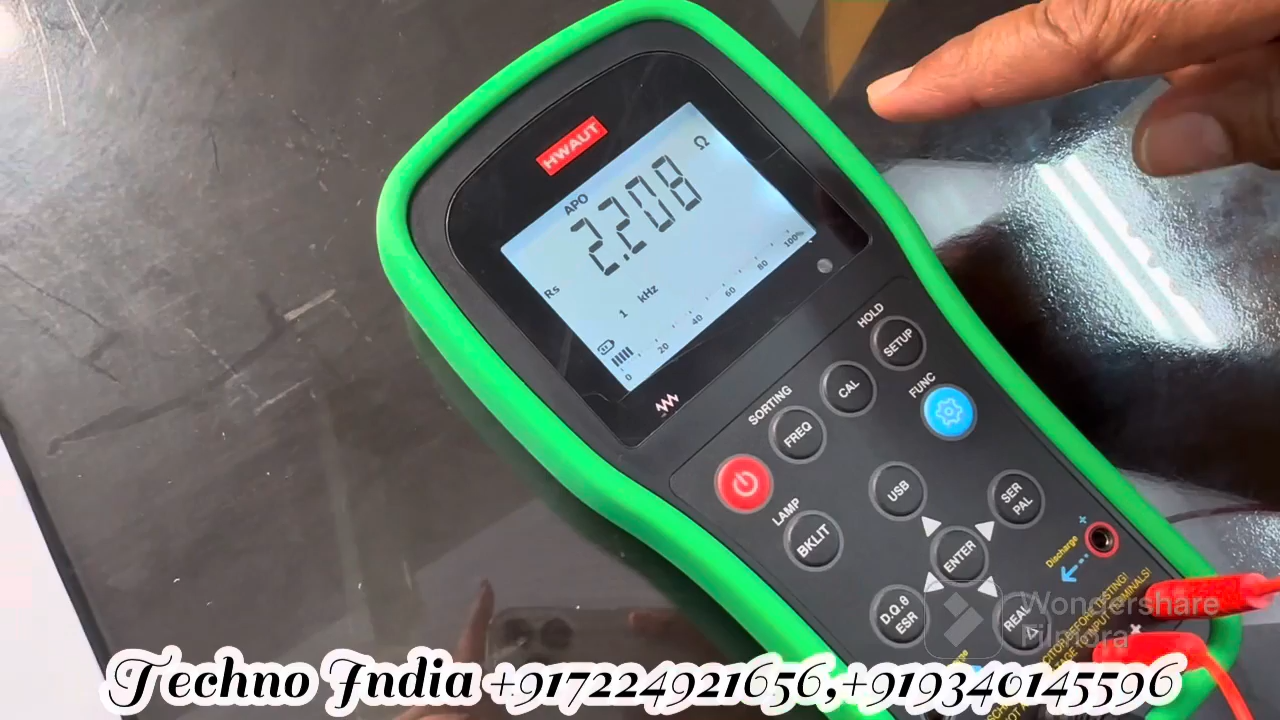 HWAUT
APO
2.208 Ω
Rs
1 kHz
0 20 40 60 80 100%
HOLD
SETUP
CAL
FUNC
SORTING
FREQ
LAMP
BKLIT
USB
SER
PAL
ENTER
D.Q.θ
ESR
REAL
Discharge
+
Wondershare
Filmora
Techno India +917224921656,+919340145596